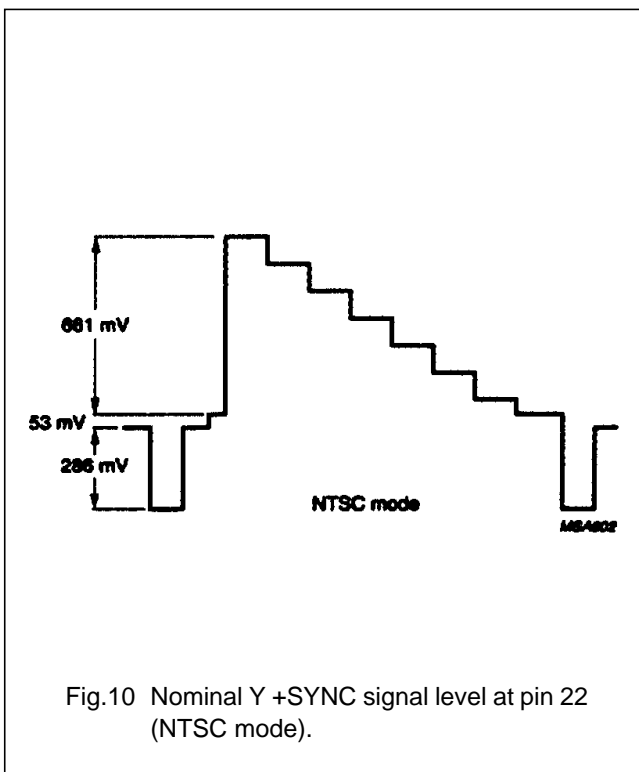 661 mV
53 mV
286 mV
NTSC mode
MSA602
Fig.10 Nominal Y +SYNC signal level at pin 22
(NTSC mode).